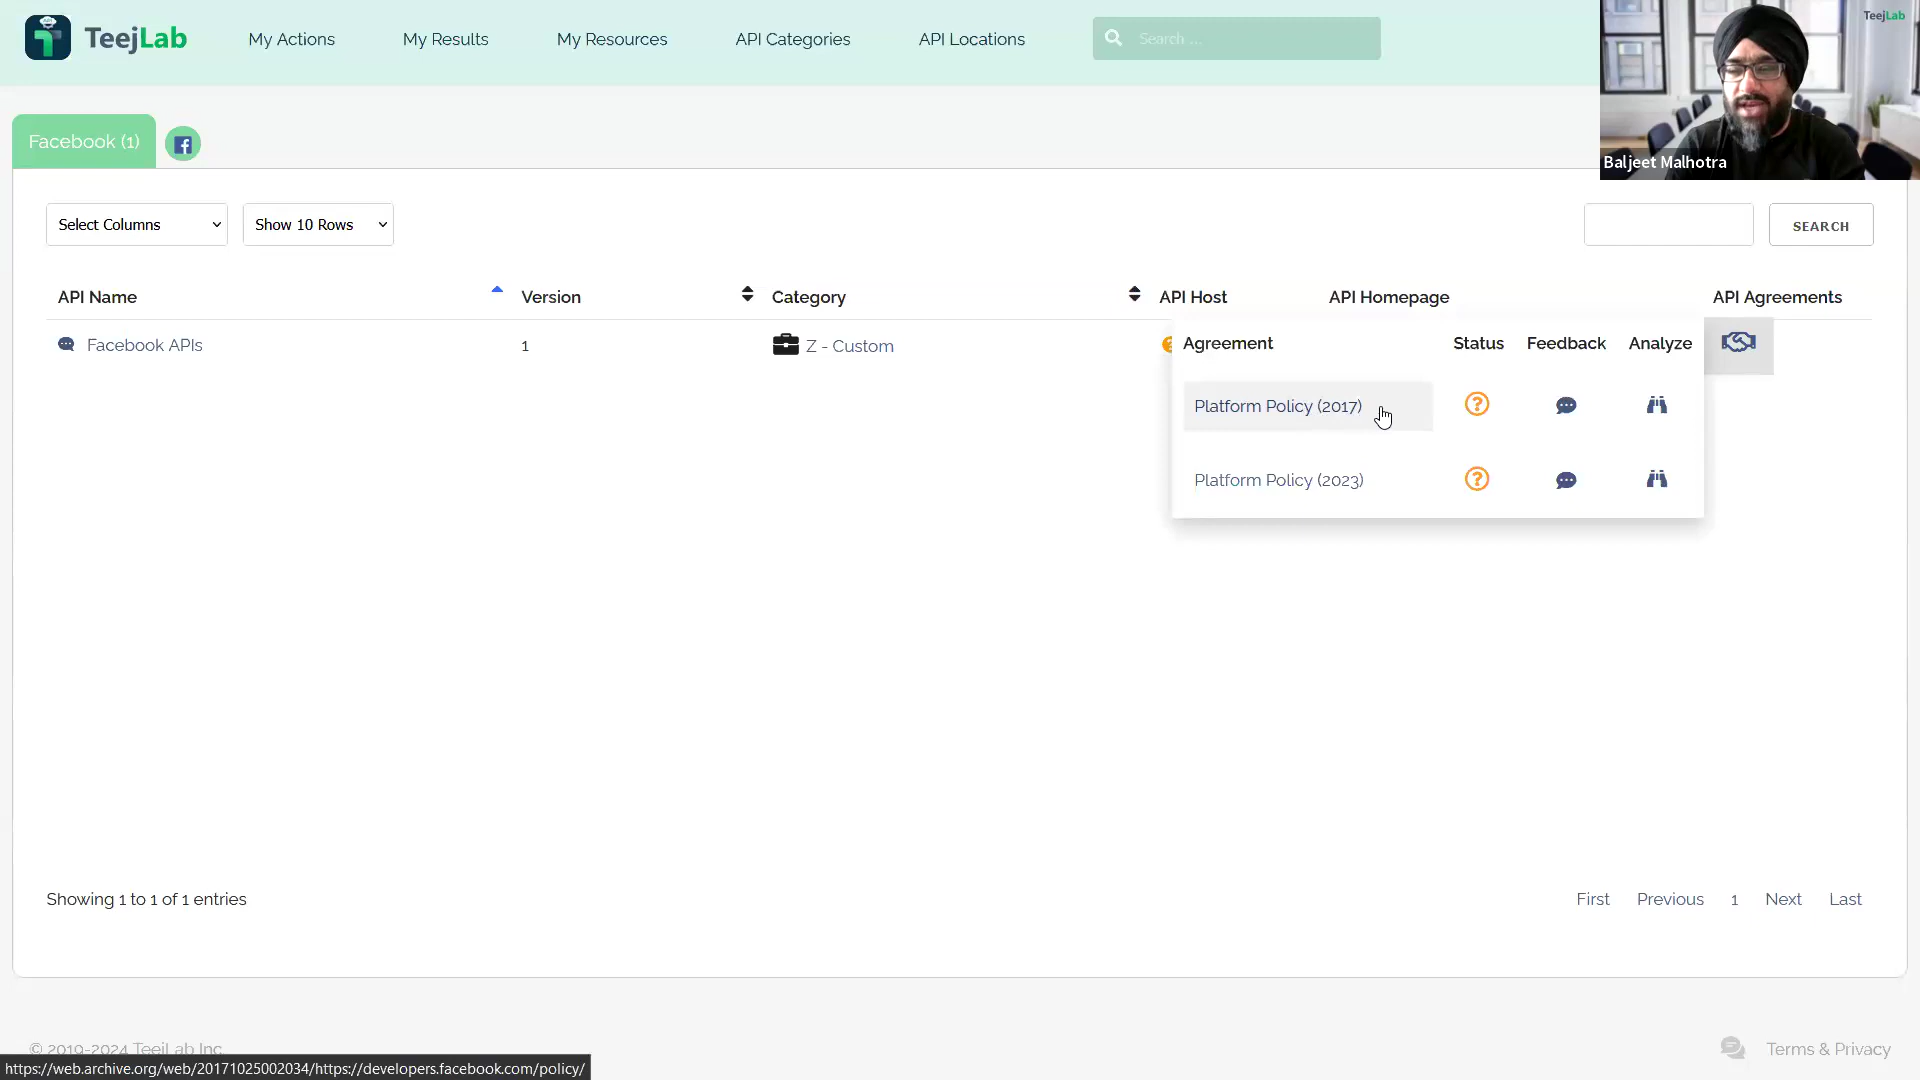 TeejLab
My Actions
My Results
My Resources
API Categories
API Locations
Search ...
TeejLab
Baljeet Malhotra
Facebook (1)
Select Columns
Show 10 Rows
SEARCH
API Name
Version
Category
API Host
API Homepage
API Agreements
Facebook APIs
1
Z - Custom
Agreement
Status
Feedback
Analyze
Platform Policy (2017)
Platform Policy (2023)
Showing 1 to 1 of 1 entries
First
Previous
1
Next
Last
© 2019-2024 TeejLab Inc
Terms & Privacy
https://web.archive.org/web/20171025002034/https://developers.facebook.com/policy/